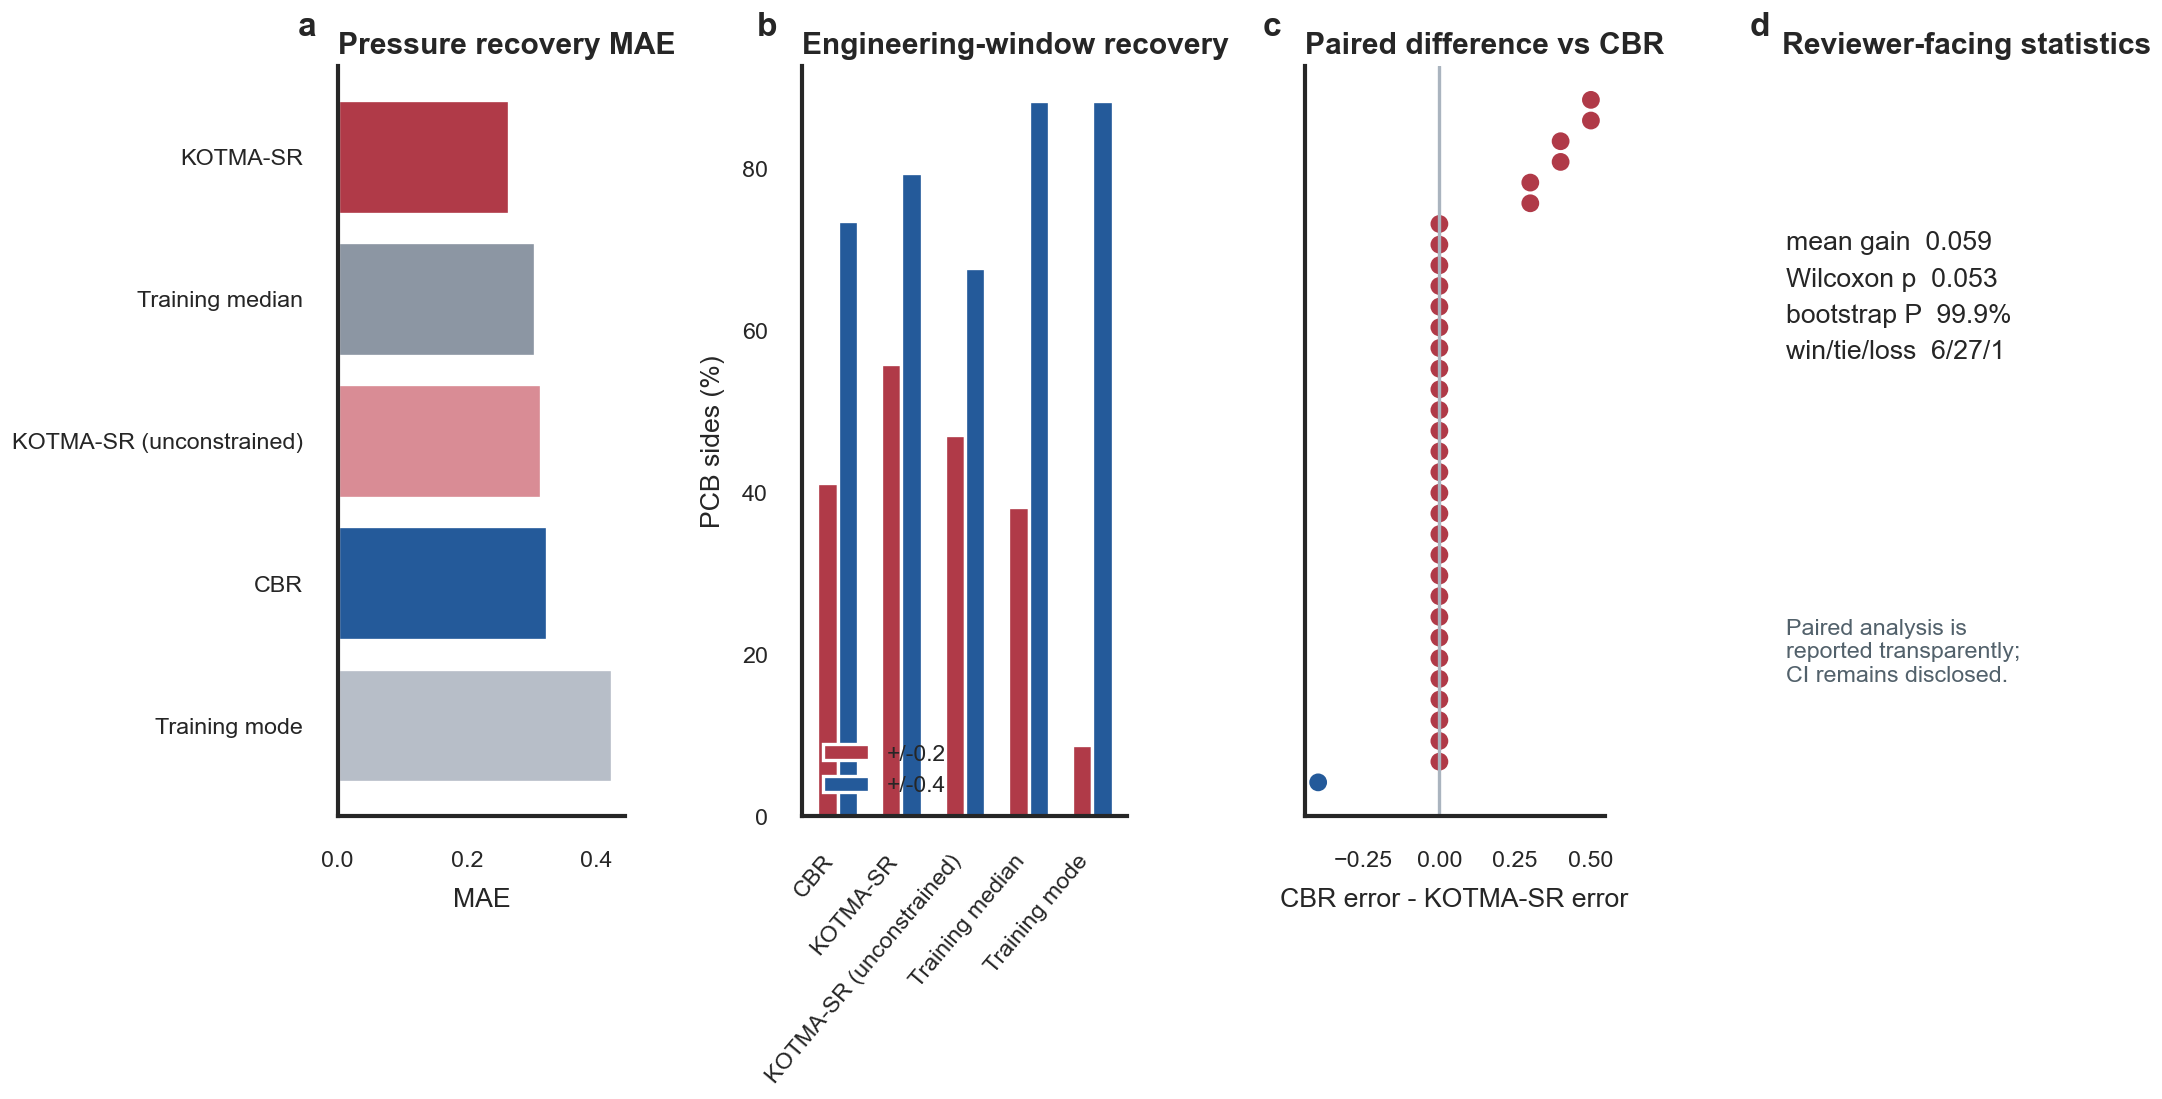 a
Pressure recovery MAE
KOTMA-SR
Training median
KOTMA-SR (unconstrained)
CBR
Training mode
0.0
0.2
0.4
MAE
b
Engineering-window recovery
PCB sides (%)
80
60
40
20
0
+/-0.2
+/-0.4
CBR
KOTMA-SR
KOTMA-SR (unconstrained)
Training median
Training mode
c
Paired difference vs CBR
−0.25
0.00
0.25
0.50
CBR error - KOTMA-SR error
d
Reviewer-facing statistics
mean gain  0.059
Wilcoxon p  0.053
bootstrap P  99.9%
win/tie/loss  6/27/1
Paired analysis is
reported transparently;
CI remains disclosed.